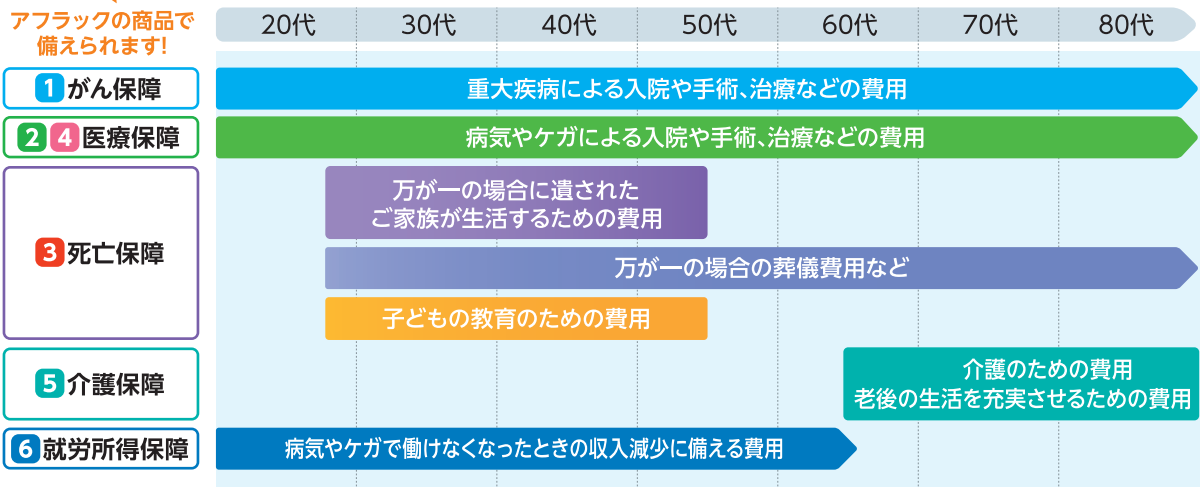 アフラックの商品で
備えられます!
20代 30代 40代 50代 60代 70代 80代
1 がん保障
重大疾病による入院や手術、治療などの費用
2 4 医療保障
病気やケガによる入院や手術、治療などの費用
3 死亡保障
万が一の場合に遺された
ご家族が生活するための費用
万が一の場合の葬儀費用など
子どもの教育のための費用
5 介護保障
介護のための費用
老後の生活を充実させるための費用
6 就労所得保障
病気やケガで働けなくなったときの収入減少に備える費用